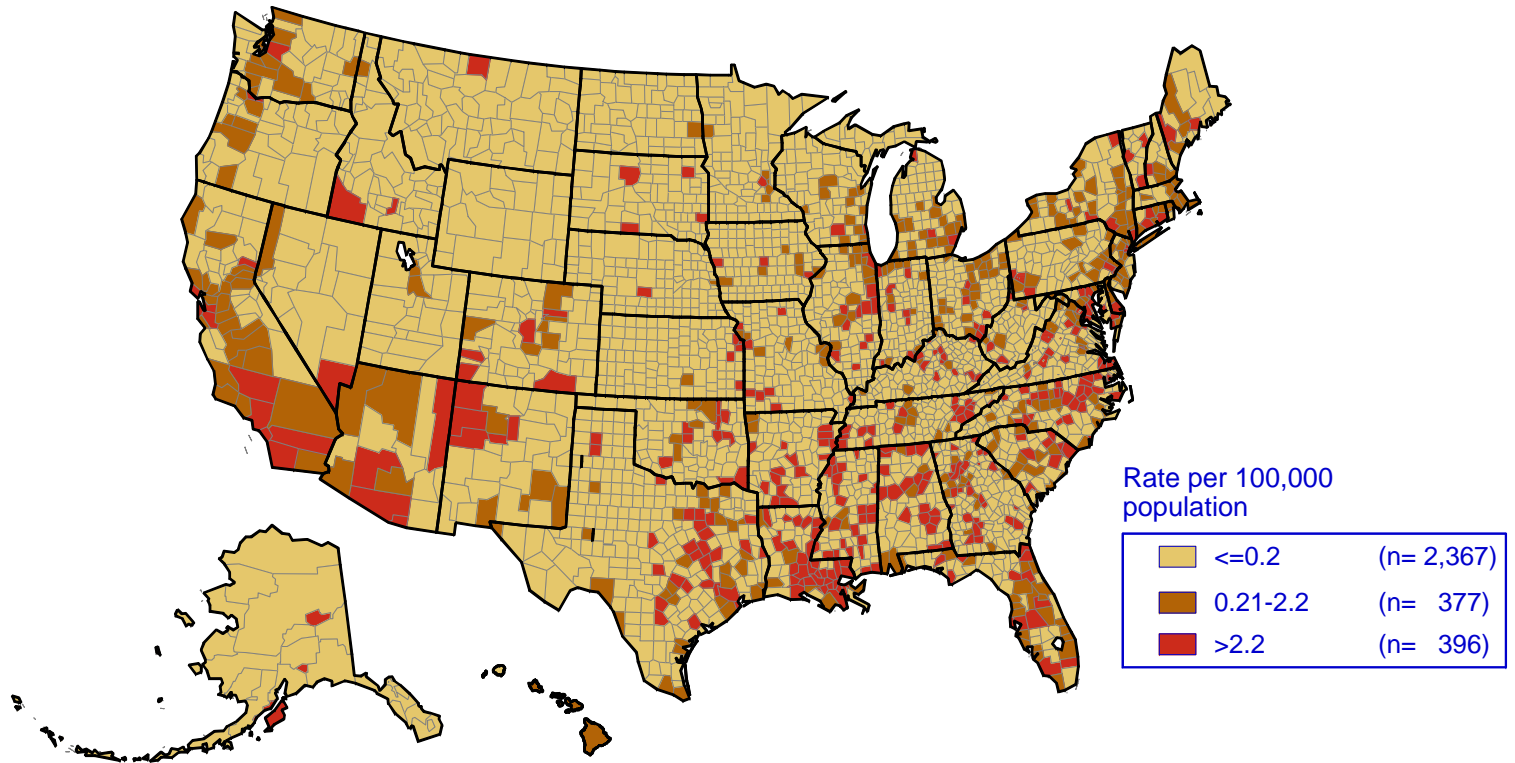 Rate per 100,000
population
<=0.2 (n= 2,367)
0.21-2.2 (n= 377)
>2.2 (n= 396)